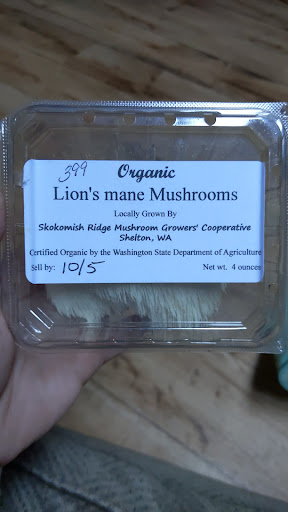 399
Organic
Lion's mane Mushrooms
Locally Grown By
Skokomish Ridge Mushroom Growers' Cooperative
Shelton, WA
Certified Organic by the Washington State Department of Agriculture
Sell by: 10/5 Net wt. 4 ounces